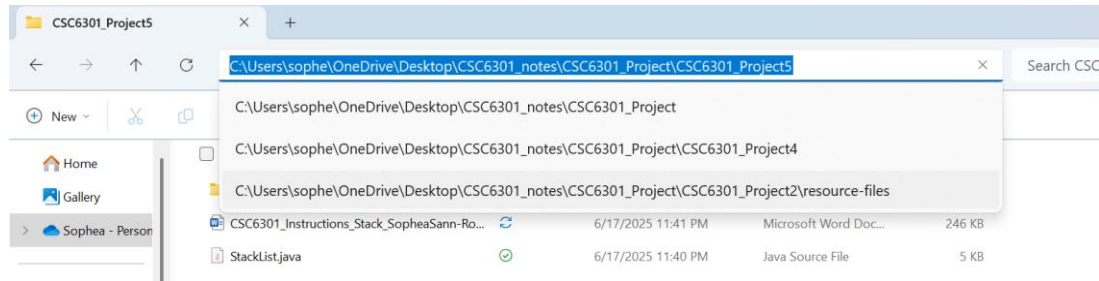 CSC6301_Project5
C:\Users\sophe\OneDrive\Desktop\CSC6301_notes\CSC6301_Project\CSC6301_Project5
Search CSC
New
C:\Users\sophe\OneDrive\Desktop\CSC6301_notes\CSC6301_Project
Home
C:\Users\sophe\OneDrive\Desktop\CSC6301_notes\CSC6301_Project\CSC6301_Project4
Gallery
C:\Users\sophe\OneDrive\Desktop\CSC6301_notes\CSC6301_Project\CSC6301_Project2\resource-files
Sophea - Person
CSC6301_Instructions_Stack_SopheaSann-Ro... 6/17/2025 11:41 PM Microsoft Word Doc... 246 KB
StackList.java 6/17/2025 11:40 PM Java Source File 5 KB